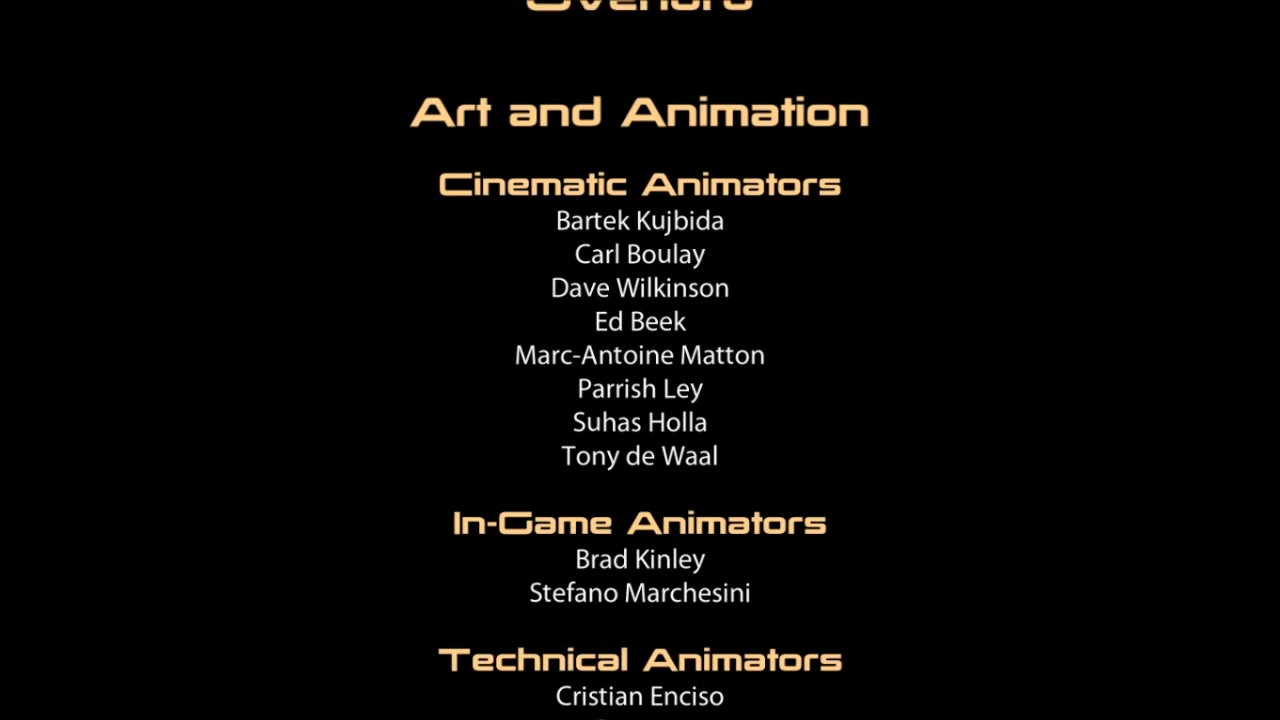 Overlord
Art and Animation
Cinematic Animators
Bartek Kujbida
Carl Boulay
Dave Wilkinson
Ed Beek
Marc-Antoine Matton
Parrish Ley
Suhas Holla
Tony de Waal
In-Game Animators
Brad Kinley
Stefano Marchesini
Technical Animators
Cristian Enciso